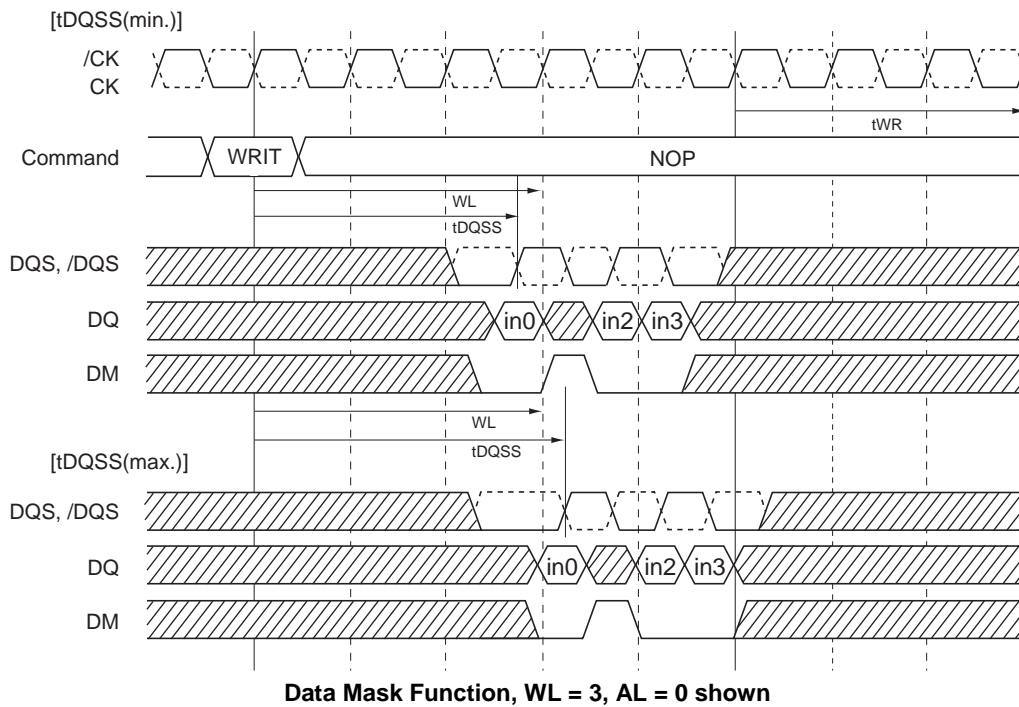 [tDQSS(min.)]
/CK
CK
tWR
Command WRIT NOP
WL
tDQSS
DQS, /DQS
DQ in0 in2 in3
DM
WL
tDQSS
[tDQSS(max.)]
DQS, /DQS
DQ in0 in2 in3
DM
Data Mask Function, WL = 3, AL = 0 shown